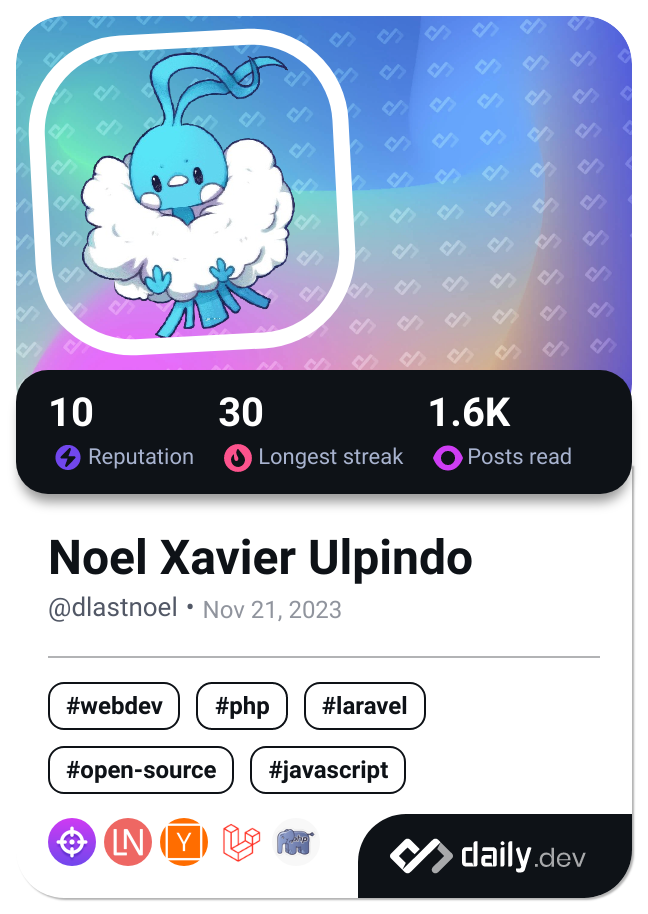 10 30 1.6K
Reputation Longest streak Posts read
Noel Xavier Ulpindo
@dlastnoel • Nov 21, 2023
#webdev #php #laravel
#open-source #javascript
LN Y php
daily.dev